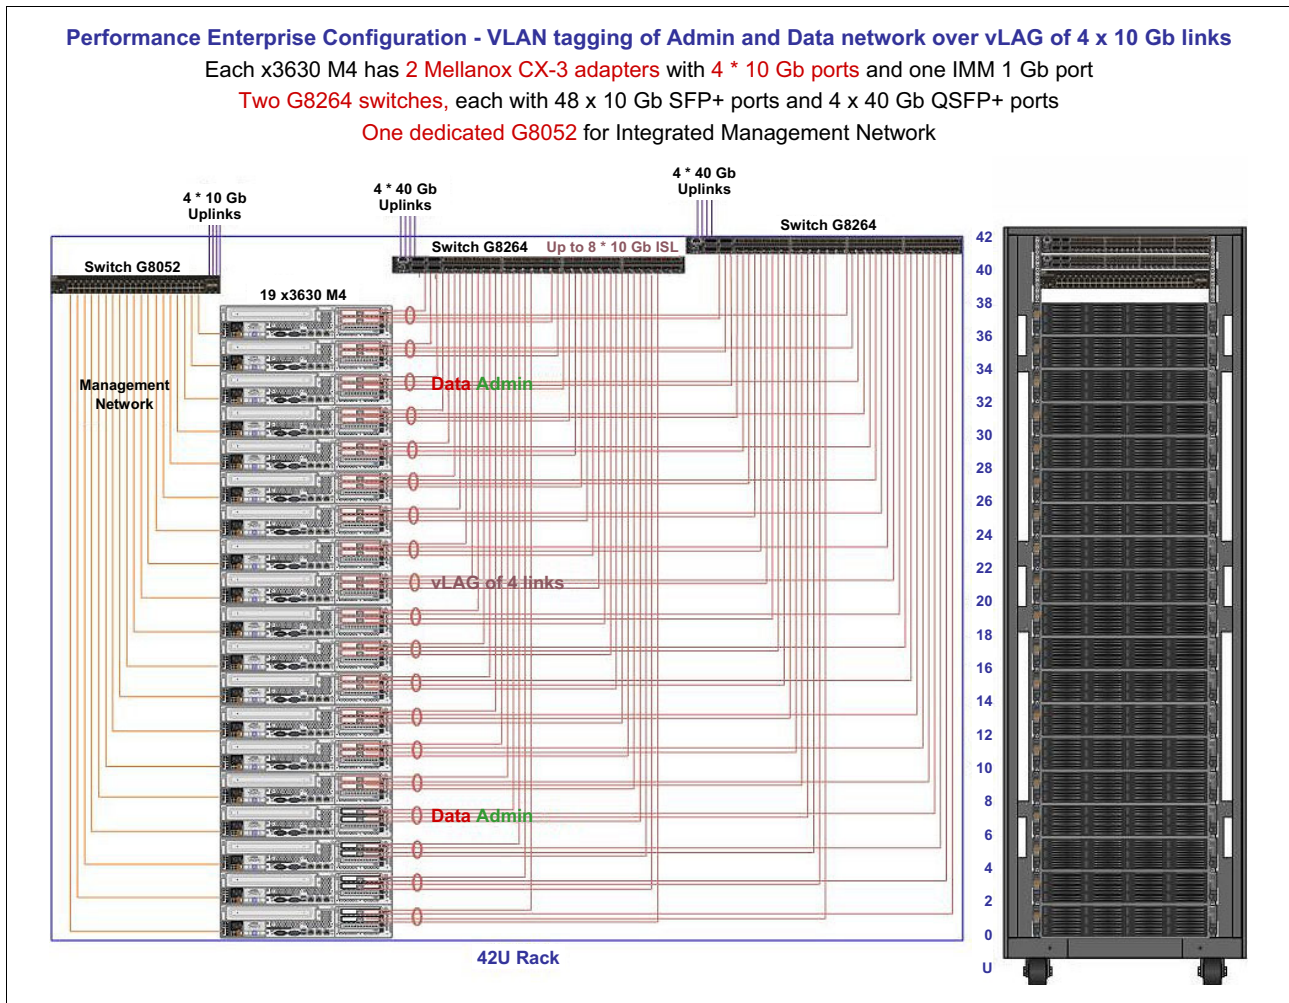 Performance Enterprise Configuration - VLAN tagging of Admin and Data network over vLAG of 4 x 10 Gb links
Each x3630 M4 has 2 Mellanox CX-3 adapters with 4 * 10 Gb ports and one IMM 1 Gb port
Two G8264 switches, each with 48 x 10 Gb SFP+ ports and 4 x 40 Gb QSFP+ ports
One dedicated G8052 for Integrated Management Network
4 * 10 Gb
Uplinks
4 * 40 Gb
Uplinks
4 * 40 Gb
Uplinks
Switch G8264
Switch G8264
Up to 8 * 10 Gb ISL
Switch G8052
19 x3630 M4
Management
Network
Data Admin
vLAG of 4 links
Data Admin
42U Rack
42
40
38
36
34
32
30
28
26
24
22
20
18
16
14
12
10
8
6
4
2
0
U